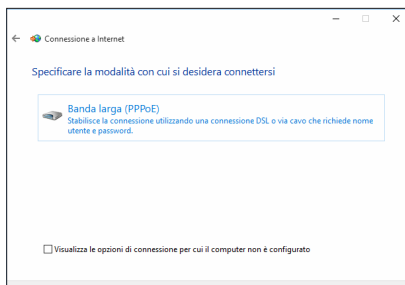 Connessione a Internet
Specificare la modalità con cui si desidera connettersi
Banda larga (PPPoE)
Stabilisce la connessione utilizzando una connessione DSL o via cavo che richiede nome
utente e password.
Visualizza le opzioni di connessione per cui il computer non è configurato